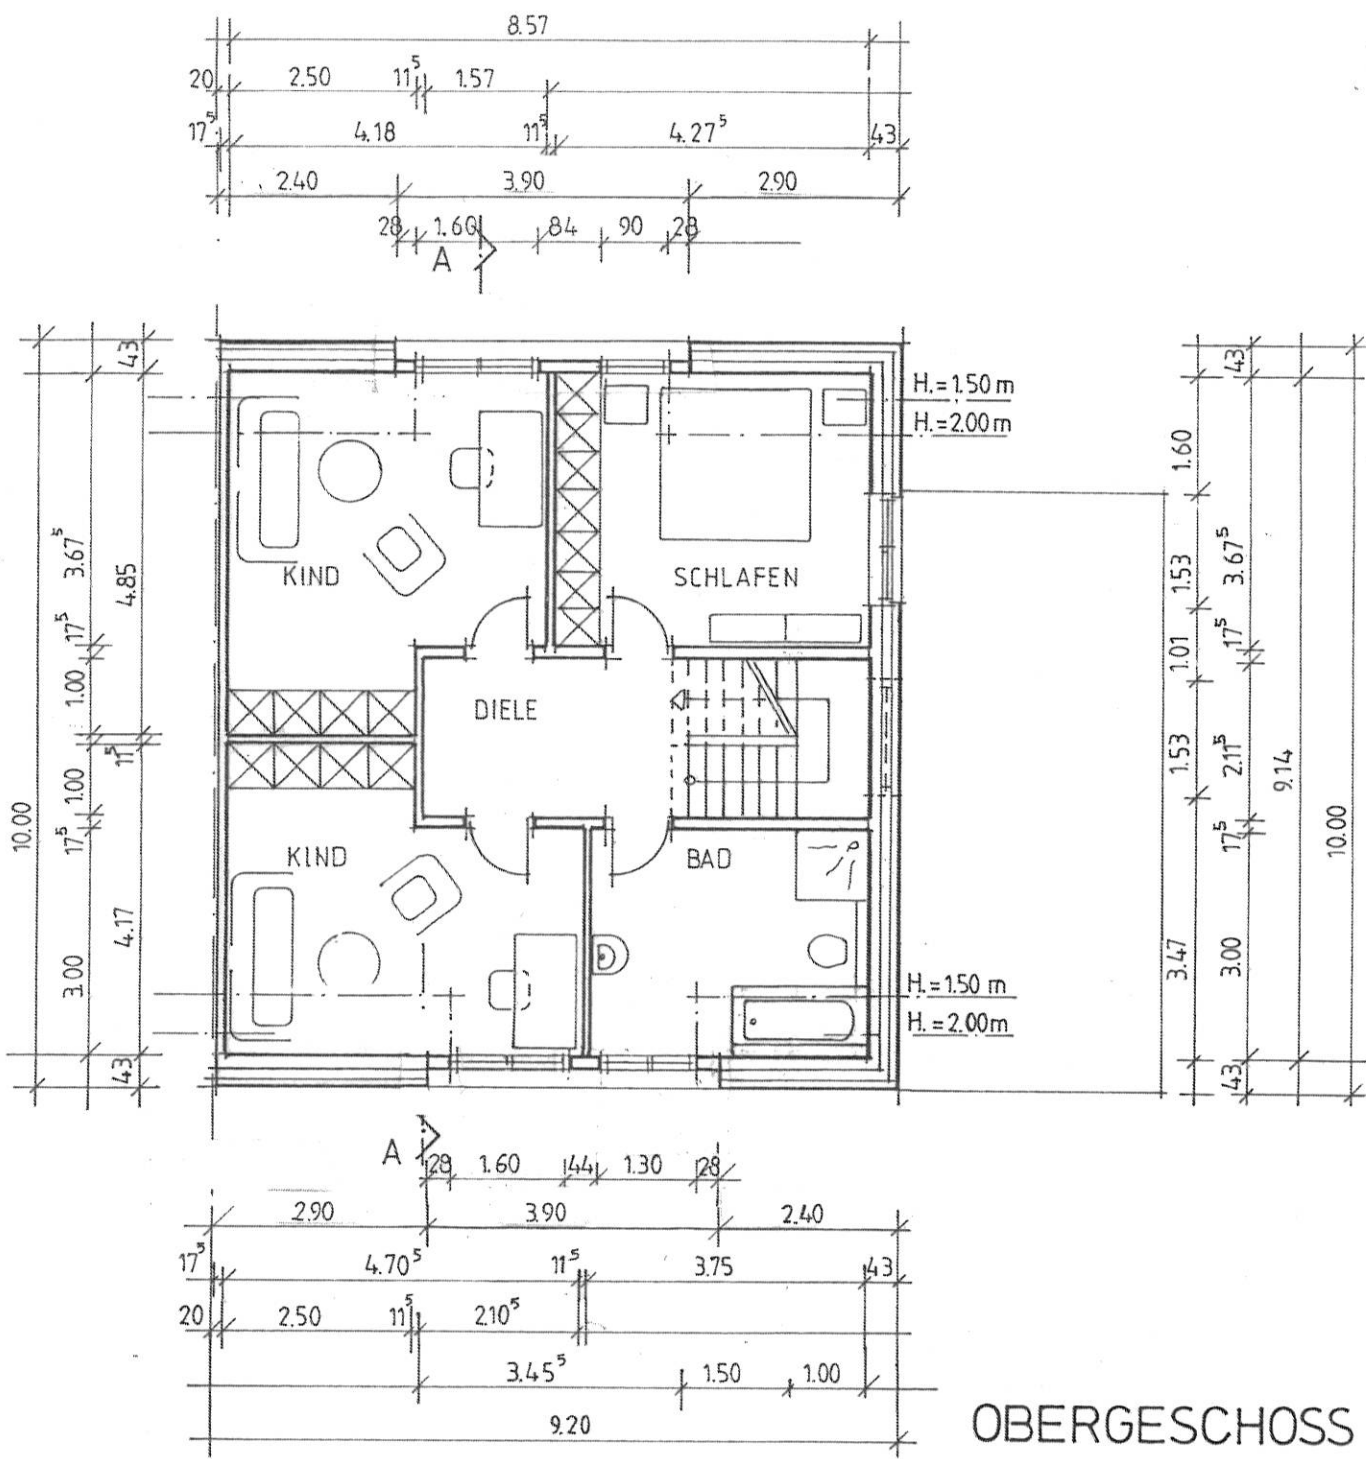 8.57
20 2.50 11⁵ 1.57
17⁵ 4.18 11⁵ 4.27⁵ 43
2.40 3.90 2.90
28 1.60 84 90 28
A
43
3.67⁵
17⁵
1.00
1.00
17⁵
3.00
4.85
11⁵
4.17
43
10.00
H.=1.50 m
H.=2.00 m
KIND
SCHLAFEN
DIELE
KIND
BAD
H.=1.50 m
H.=2.00 m
1.60
1.53
1.01
1.53
3.47
43
3.67⁵
17⁵
2.11⁵
17⁵
3.00
43
9.14
10.00
A
28 1.60 44 1.30 28
2.90 3.90 2.40
17⁵ 4.70⁵ 11⁵ 3.75 43
20 2.50 11⁵ 2.10⁵
3.45⁵ 1.50 1.00
9.20
OBERGESCHOSS